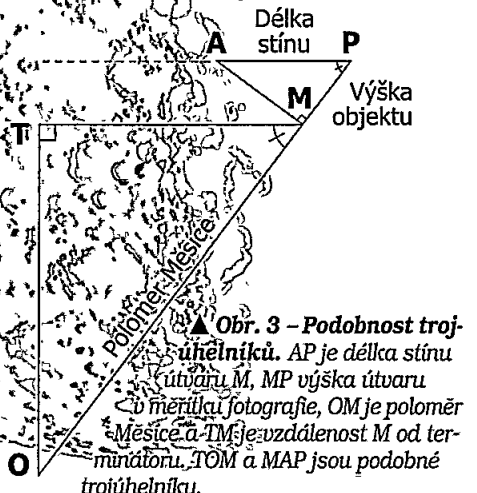 Délka
stínu
A
P
M
Výška
objektu
T
Poloměr Měsíce
▲ Obr. 3 – Podobnost troj-
úhelníků. AP je délka stínu
útvaru M, MP výška útvaru
v měřítku fotografie, OM je poloměr
Měsíce a TM je vzdálenost M od ter-
minátoru. TOM a MAP jsou podobné
trojúhelníky.
O